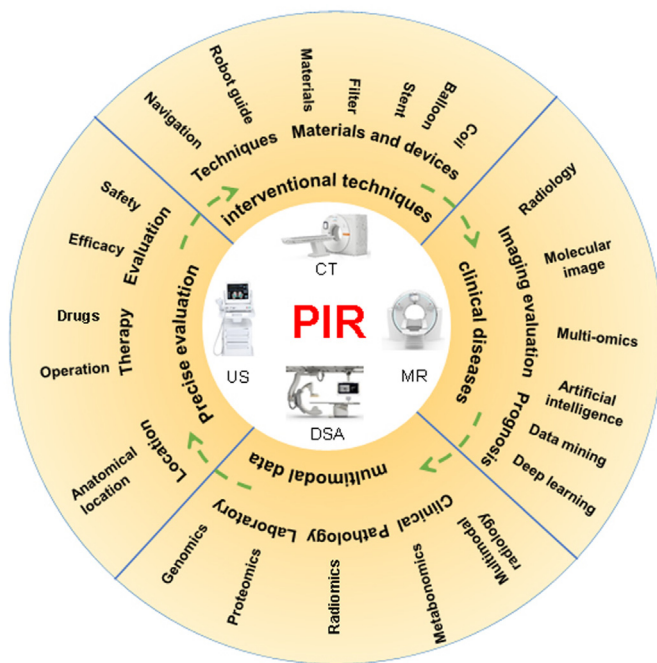 Navigation
Robot guide
Materials
Filter
Stent
Balloon
Coil
Techniques
Materials and devices
interventional techniques
Radiology
Molecular
image
Multi-omics
Artificial
intelligence
Data mining
Deep learning
Imaging evaluation
Prognosis
clinical diseases
Multimodal
radiology
Metabonomics
Radiomics
Proteomics
Genomics
Clinical
Pathology
Laboratory
multimodal data
Anatomical
location
Operation
Drugs
Efficacy
Safety
Location
Therapy
Evaluation
Precise evaluation
CT
US
PIR
MR
DSA